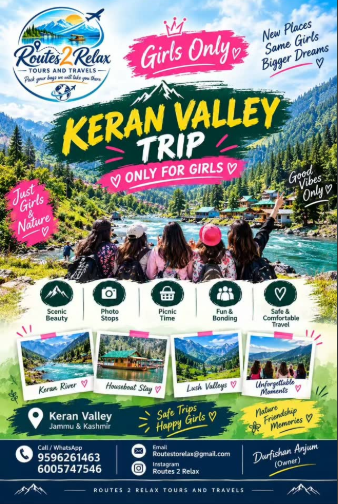 Routes 2 Relax
TOURS AND TRAVELS
Pack your bags we will take you there
Girls Only
New Places
Same Girls
Bigger Dreams
KERAN VALLEY
TRIP
ONLY FOR GIRLS
Just
Girls
&
Nature
Good
Vibes
Only
Scenic
Beauty
Photo
Stops
Picnic
Time
Fun &
Bonding
Safe &
Comfortable
Travel
Keran River
Houseboat Stay
Lush Valleys
Unforgettable
Moments
Keran Valley
Jammu & Kashmir
Safe Trips
Happy Girls
Nature
Friendship
Memories
Call / WhatsApp
9596261463
6005747546
Email
Routestorelax@gmail.com
Instagram
Routes 2 Relax
Durfishan Anjum
(Owner)
ROUTES 2 RELAX TOURS AND TRAVELS